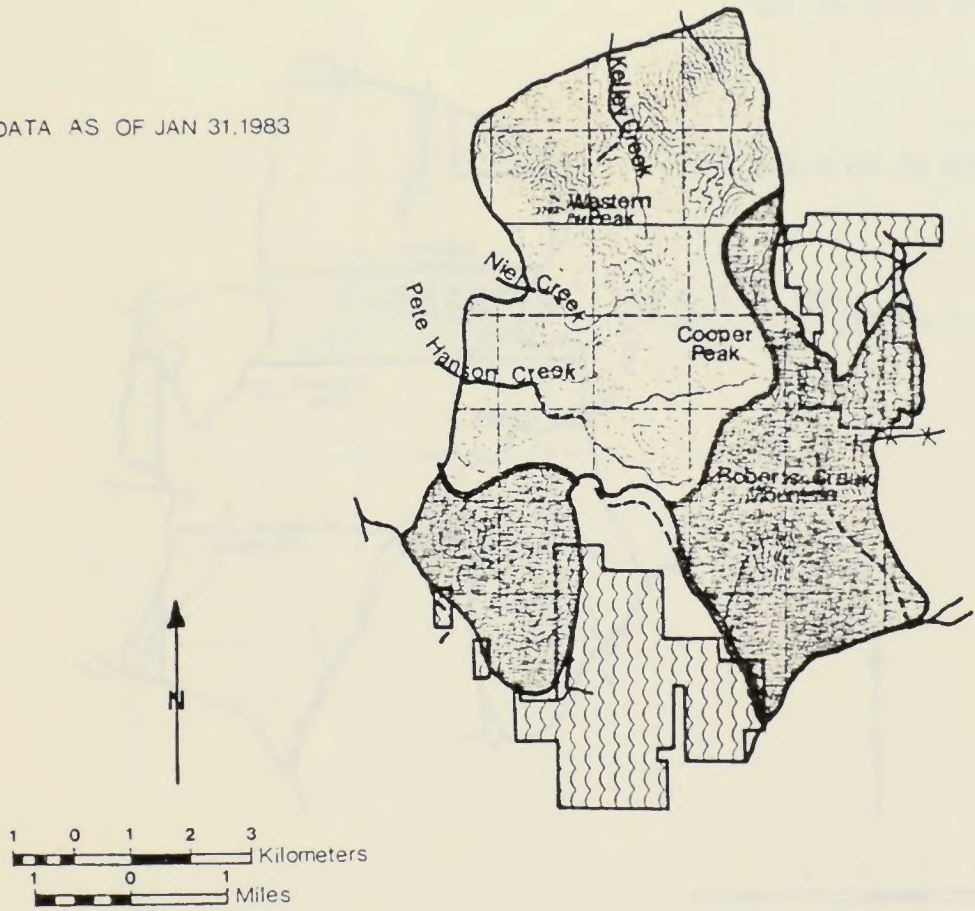 DATA AS OF JAN 31.1983
Kelley Creek
Western
Peak
Niel Creek
Pete Hanson Creek
Cooper
Peak
Roberts Creek
Mountain
N
1 0 1 2 3 Kilometers
1 0 1 Miles